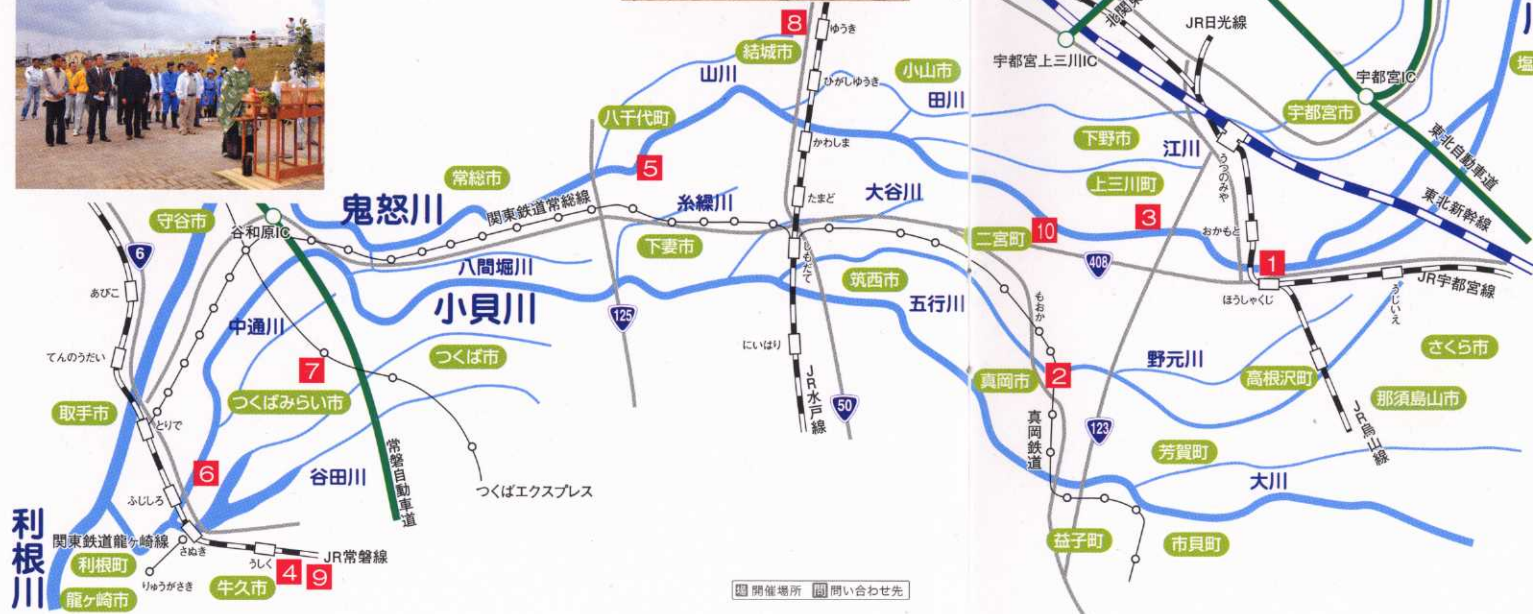 8
ゆうき
結城市
山川
小山市
ひがしゆうき
田川
八千代町
かわしま
5
常総市
鬼怒川
関東鉄道常総線
糸繰川
たまど
大谷川
下妻市
しもだて
筑西市
五行川
守谷市
谷和原IC
6
あびこ
八間堀川
小貝川
中通川
125
つくば市
てんのうだい
7
つくばみらい市
にいはり
JR水戸線
50
取手市
とりで
6
谷田川
常磐自動車道
つくばエクスプレス
ふじしろ
利根川
関東鉄道龍ヶ崎線
さぬき
利根町
りゅうがさき
龍ケ崎市
牛久市
うしく
4
9
JR常磐線
場 開催場所 問 問い合わせ先
JR日光線
宇都宮上三川IC
宇都宮IC
宇都宮市
下野市
江川
うつのみや
東北自動車道
上三川町
3
東北新幹線
おかもと
二宮町
10
408
1
ほうしゃくじ
JR宇都宮線
うじいえ
もおか
野元川
さくら市
真岡市
2
高根沢町
那須烏山市
真岡鉄道
123
JR烏山線
芳賀町
大川
益子町
市貝町